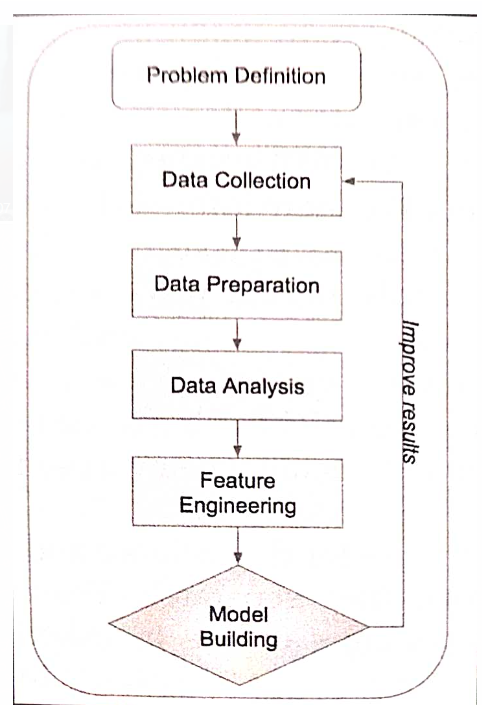 Problem Definition
Data Collection
Data Preparation
Data Analysis
Feature
Engineering
Model
Building
Improve results